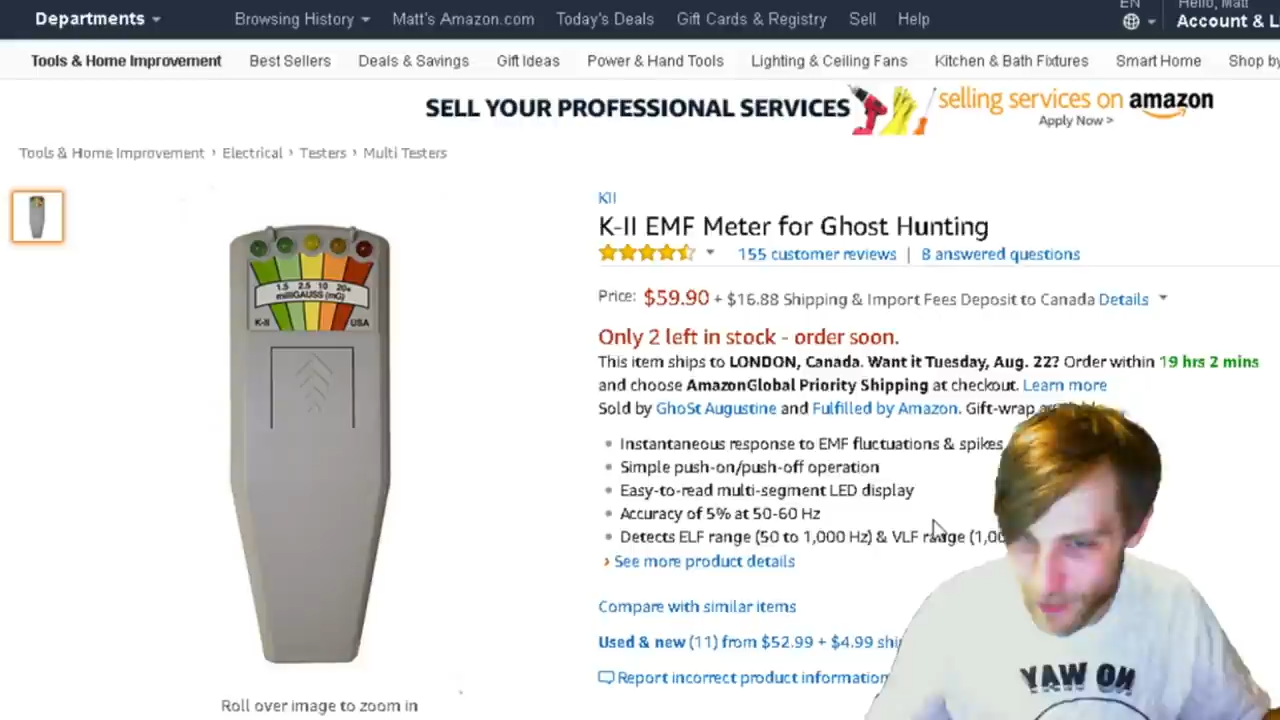 EN
Hello, Matt
Departments
Browsing History
Matt's Amazon.com
Today's Deals
Gift Cards & Registry
Sell
Help
Account & L
Tools & Home Improvement
Best Sellers
Deals & Savings
Gift Ideas
Power & Hand Tools
Lighting & Ceiling Fans
Kitchen & Bath Fixtures
Smart Home
Shop by
SELL YOUR PROFESSIONAL SERVICES
selling services on amazon
Apply Now >
Tools & Home Improvement › Electrical › Testers › Multi Testers
KII
K-II EMF Meter for Ghost Hunting
155 customer reviews | 8 answered questions
Price: $59.90 + $16.88 Shipping & Import Fees Deposit to Canada Details
Only 2 left in stock - order soon.
This item ships to LONDON, Canada. Want it Tuesday, Aug. 22? Order within 19 hrs 2 mins
and choose AmazonGlobal Priority Shipping at checkout. Learn more
Sold by GhoSt Augustine and Fulfilled by Amazon. Gift-wrap
• Instantaneous response to EMF fluctuations & spikes
• Simple push-on/push-off operation
• Easy-to-read multi-segment LED display
• Accuracy of 5% at 50-60 Hz
• Detects ELF range (50 to 1,000 Hz) & VLF range (1,00
› See more product details
Compare with similar items
Used & new (11) from $52.99 + $4.99 shi
Report incorrect product information
1.5 2.5 10 20+
milliGAUSS (mG)
K-II USA
Roll over image to zoom in
YAW ON